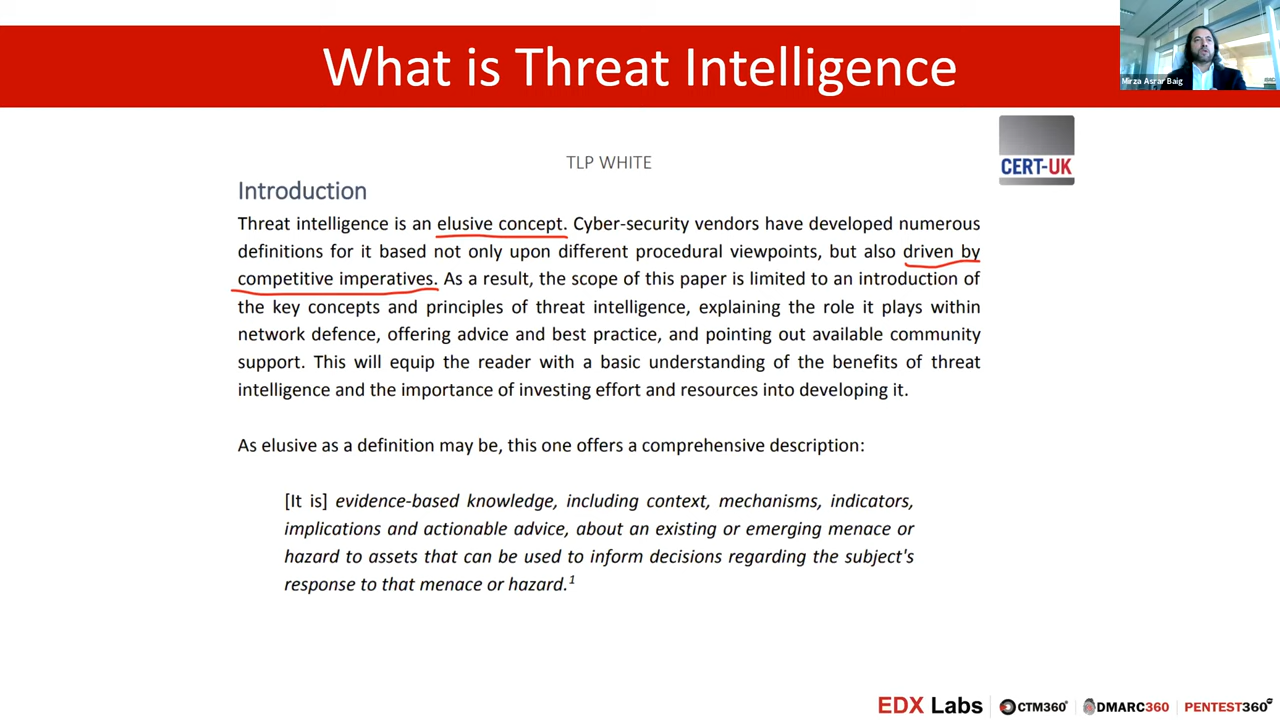 What is Threat Intelligence
Mirza Asrar Baig
CERT-UK
TLP WHITE
Introduction
Threat intelligence is an elusive concept. Cyber-security vendors have developed numerous
definitions for it based not only upon different procedural viewpoints, but also driven by
competitive imperatives. As a result, the scope of this paper is limited to an introduction of
the key concepts and principles of threat intelligence, explaining the role it plays within
network defence, offering advice and best practice, and pointing out available community
support. This will equip the reader with a basic understanding of the benefits of threat
intelligence and the importance of investing effort and resources into developing it.
As elusive as a definition may be, this one offers a comprehensive description:
[It is] evidence-based knowledge, including context, mechanisms, indicators,
implications and actionable advice, about an existing or emerging menace or
hazard to assets that can be used to inform decisions regarding the subject's
response to that menace or hazard.1
EDX Labs CTM360 DMARC360 PENTEST360